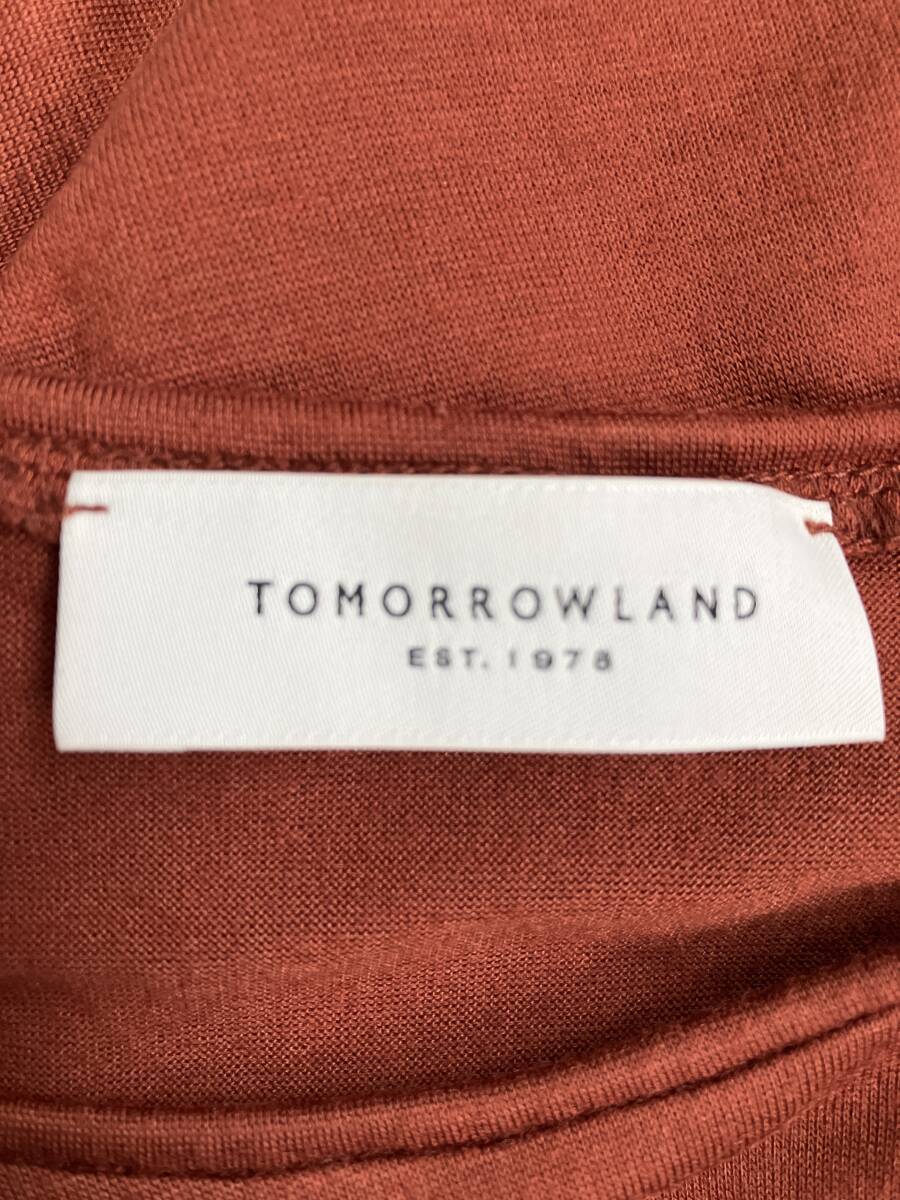 TOMORROWLAND
EST. 1978